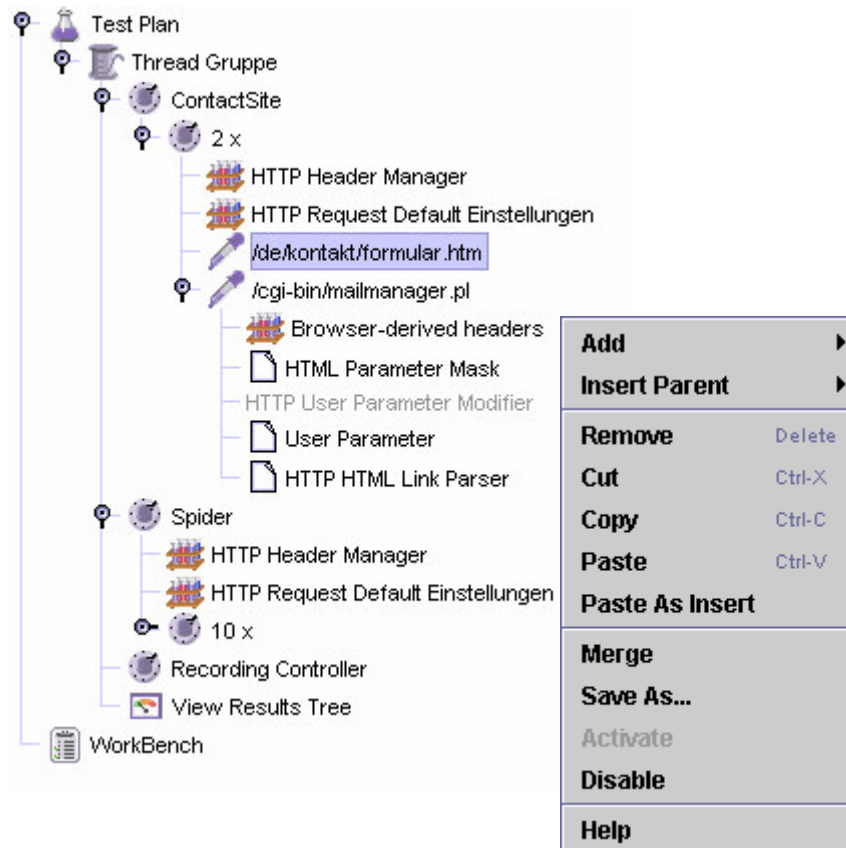 Test Plan
Thread Gruppe
ContactSite
2 x
HTTP Header Manager
HTTP Request Default Einstellungen
/de/kontakt/formular.htm
/cgi-bin/mailmanager.pl
Browser-derived headers
HTML Parameter Mask
HTTP User Parameter Modifier
User Parameter
HTTP HTML Link Parser
Spider
HTTP Header Manager
HTTP Request Default Einstellungen
10 x
Recording Controller
View Results Tree
WorkBench
Add
Insert Parent
Remove Delete
Cut Ctrl-X
Copy Ctrl-C
Paste Ctrl-V
Paste As Insert
Merge
Save As...
Activate
Disable
Help